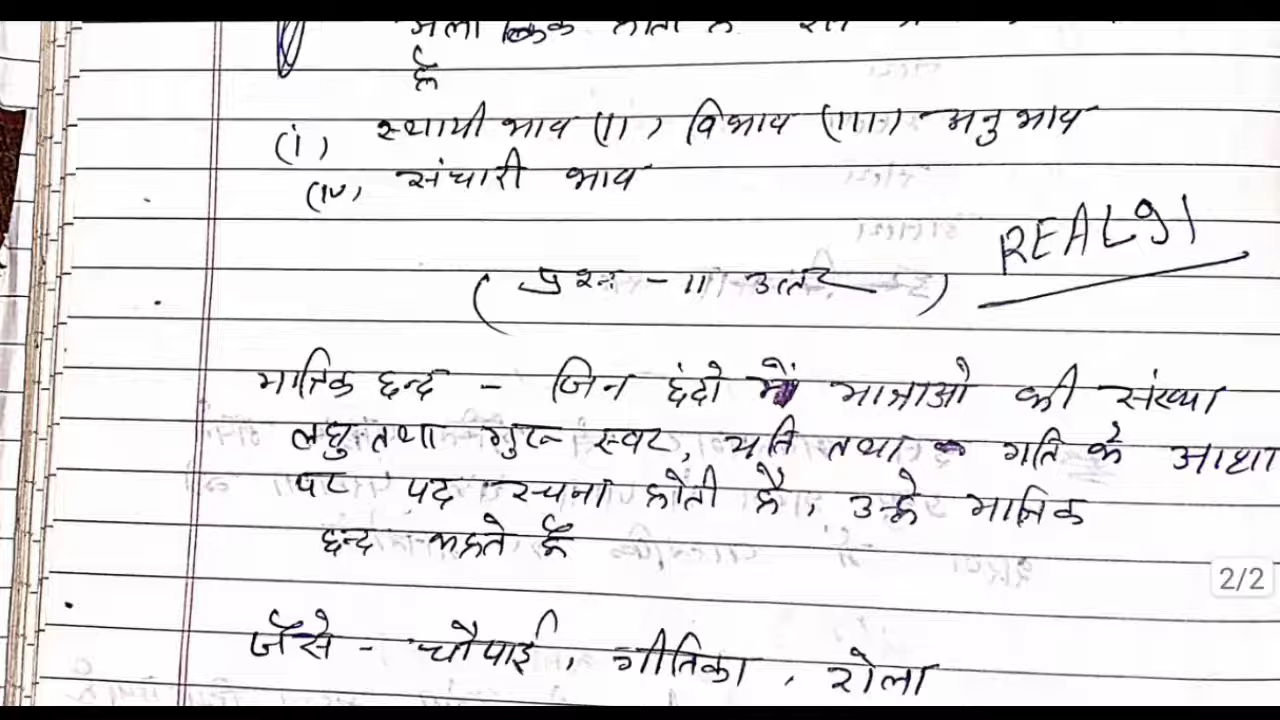 है
(i) स्थायी भाव (ii) विभाव (iii) अनुभाव
(iv) संचारी भाव
REAL91
( प्रश्न - 11 उत्तर )
मात्रिक छन्द - जिन छंदो में मात्राओ की संख्या
लघु तथा गुरू स्वर, यति तथा गति के आधा
पर पद रचना होती है, उन्हे मात्रिक
छन्द कहते है
2/2
जैसे - चौपाई, गीतिका, रोला